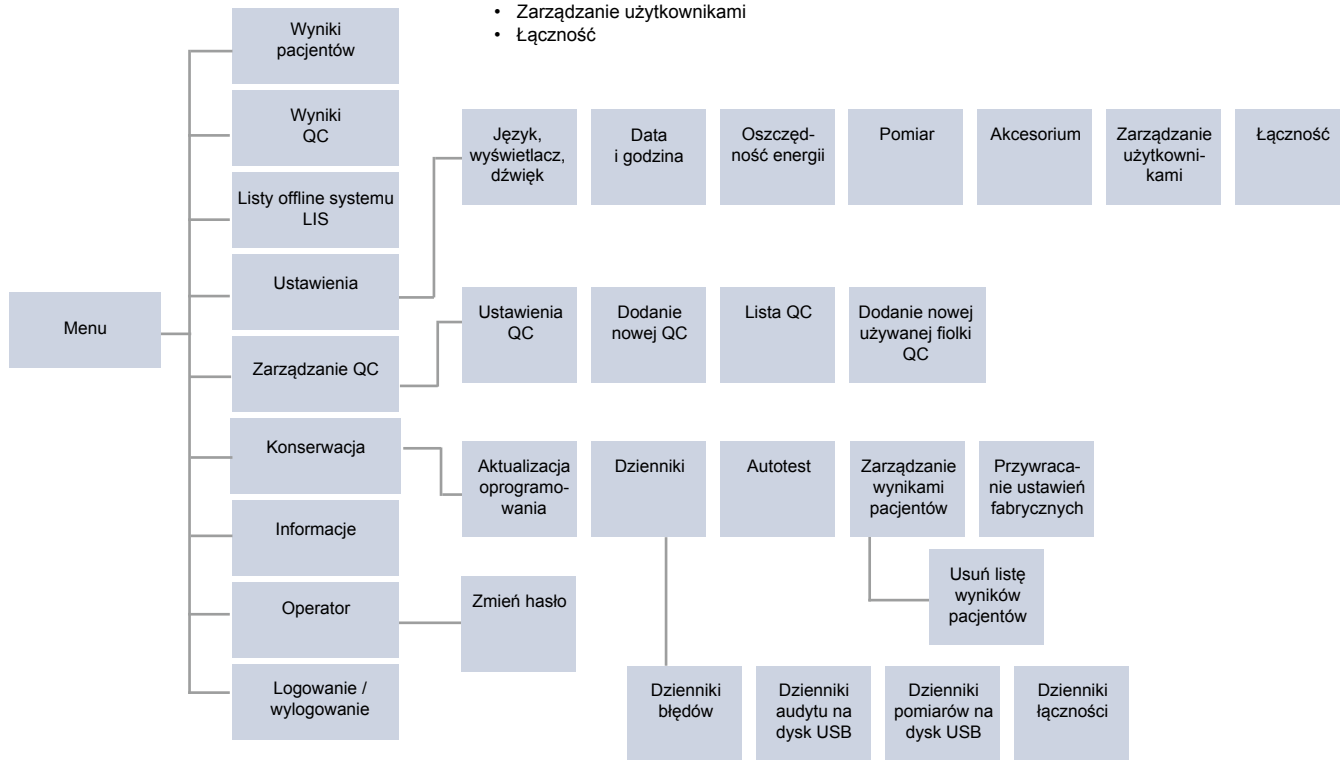 • Zarządzanie użytkownikami
• Łączność
Wyniki
pacjentów
Wyniki
QC
Język,
wyświetlacz,
dźwięk
Data
i godzina
Oszczęd-
ność energii
Pomiar
Akcesorium
Zarządzanie
użytkowni-
kami
Łączność
Listy offline systemu
LIS
Ustawienia
Menu
Ustawienia
QC
Dodanie
nowej QC
Lista QC
Dodanie nowej
używanej fiolki
QC
Zarządzanie QC
Konserwacja
Aktualizacja
oprogramo-
wania
Dzienniki
Autotest
Zarządzanie
wynikami
pacjentów
Przywraca-
nie ustawień
fabrycznych
Informacje
Usuń listę
wyników
pacjentów
Operator
Zmień hasło
Logowanie /
wylogowanie
Dzienniki
błędów
Dzienniki
audytu na
dysk USB
Dzienniki
pomiarów na
dysk USB
Dzienniki
łączności